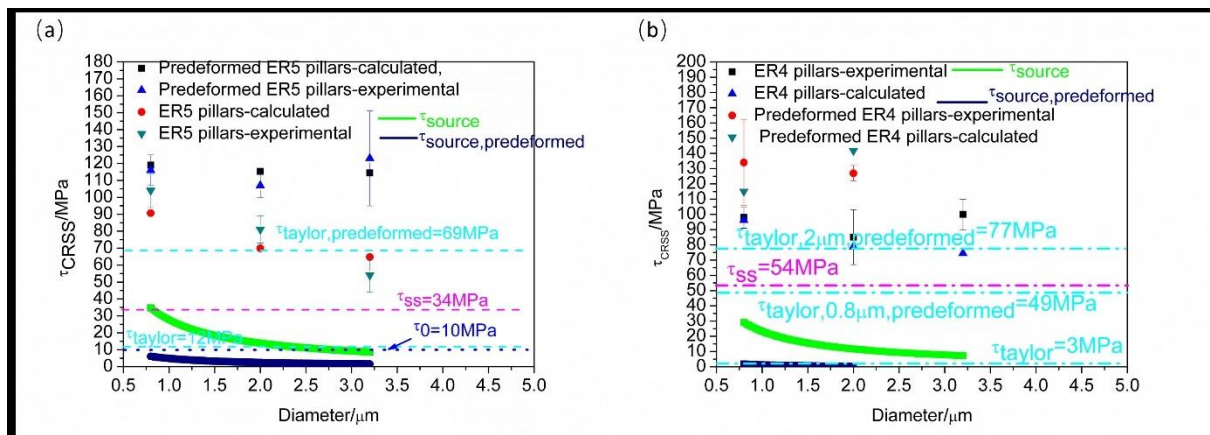 (a)
180
170
160
150
140
130
120
110
100
90
80
70
60
50
40
30
20
10
0
τCRSS/MPa
Predeformed ER5 pillars-calculated,
Predeformed ER5 pillars-experimental
ER5 pillars-calculated
ER5 pillars-experimental
τsource
τsource,predeformed
τtaylor,predeformed=69MPa
τss=34MPa
τ0=10MPa
τtaylor=12MPa
0.5 1.0 1.5 2.0 2.5 3.0 3.5 4.0 4.5 5.0
Diameter/μm
(b)
200
190
180
170
160
150
140
130
120
110
100
90
80
70
60
50
40
30
20
10
0
τCRSS/MPa
ER4 pillars-experimental
ER4 pillars-calculated
Predeformed ER4 pillars-experimental
Predeformed ER4 pillars-calculated
τsource
τsource,predeformed
τtaylor,2μm,predeformed=77MPa
τss=54MPa
τtaylor,0.8μm,predeformed=49MPa
τtaylor=3MPa
0.5 1.0 1.5 2.0 2.5 3.0 3.5 4.0 4.5 5.0
Diameter/μm